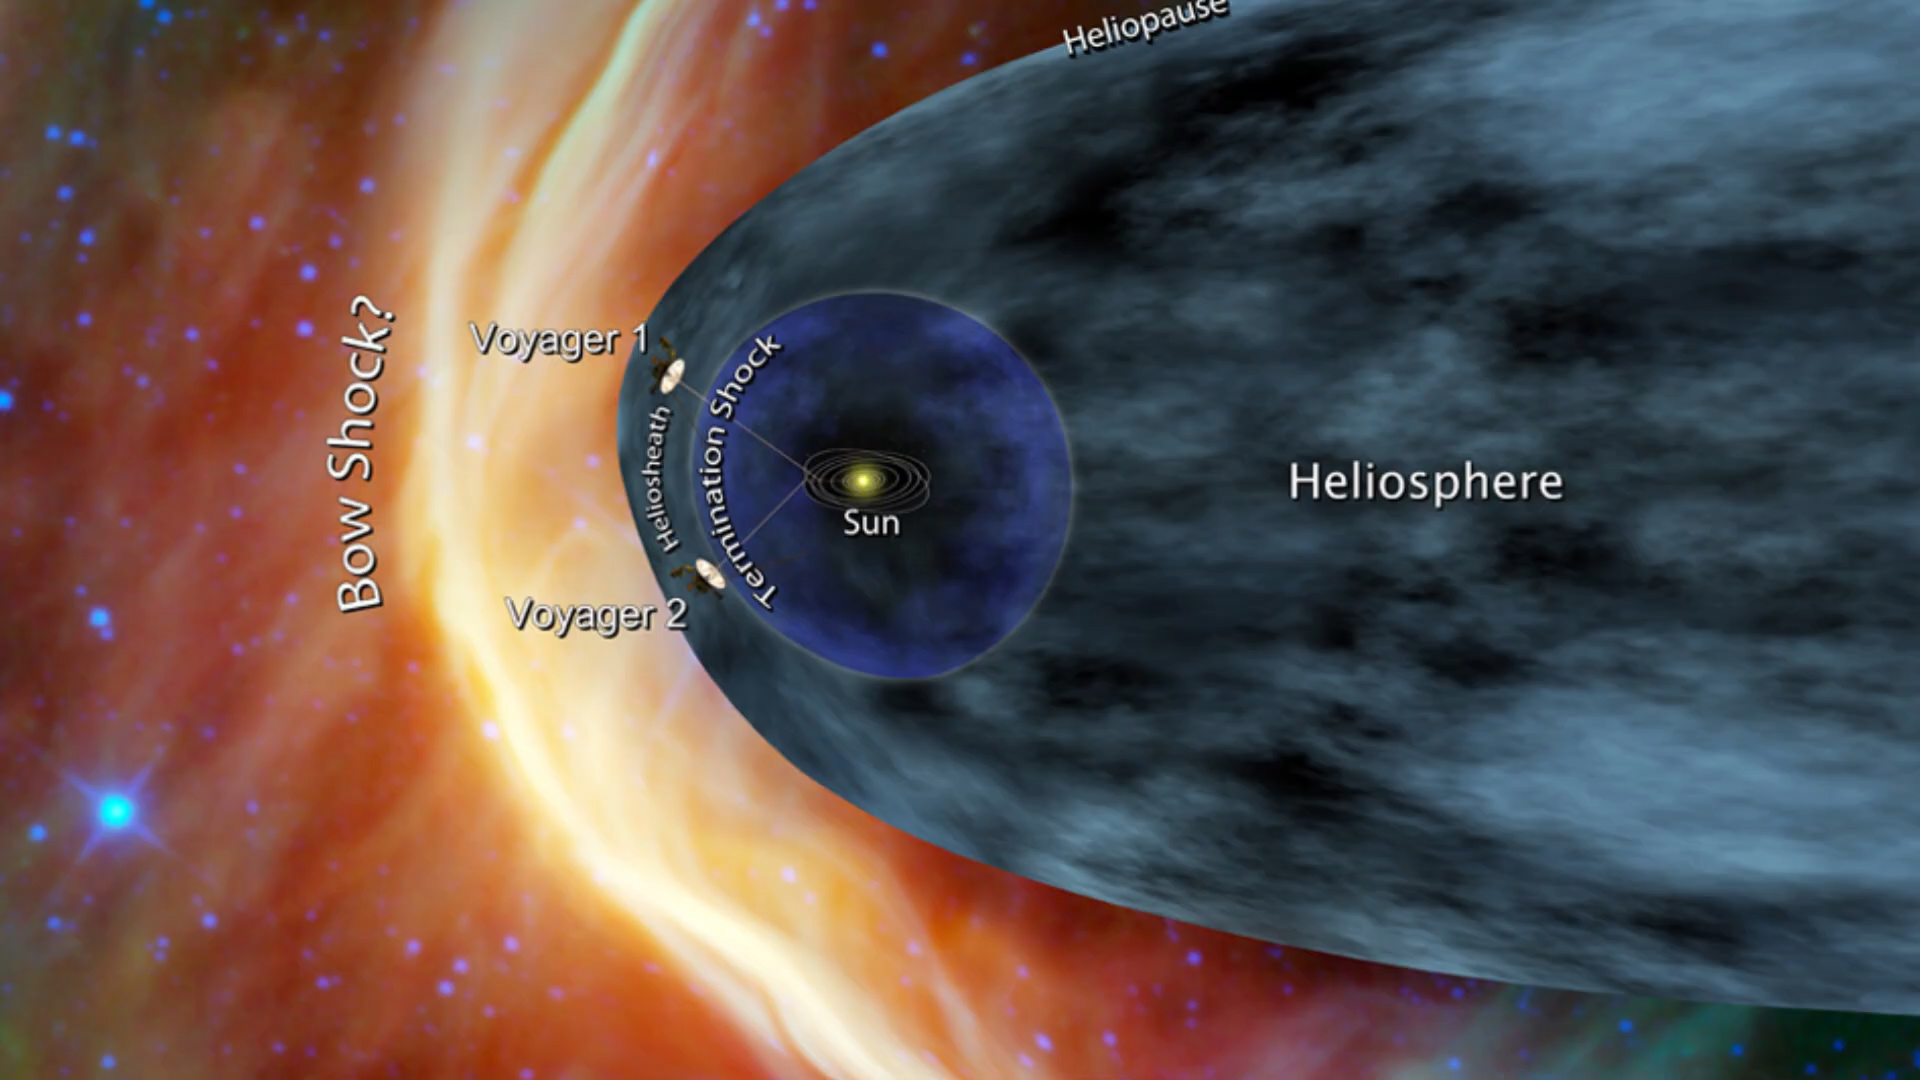 Heliopause
Bow Shock?
Voyager 1
Heliosheath
Termination Shock
Sun
Heliosphere
Voyager 2